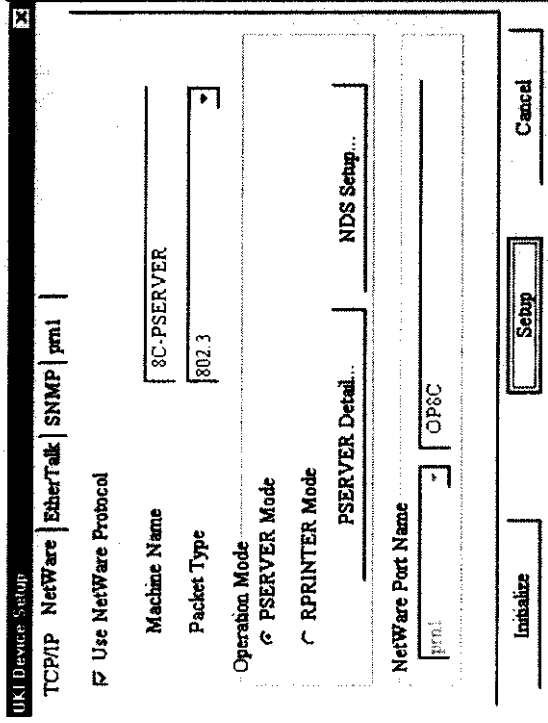 UKI Device Setup
TCP/IP NetWare EtherTalk SNMP prn1
Use NetWare Protocol
Machine Name 8C-PSERVER
Packet Type 802.3
Operation Mode
PSERVER Mode
RPRINTER Mode
PSERVER Detail... NDS Setup...
NetWare Port Name
prn1 OP8C
Initialize Setup Cancel